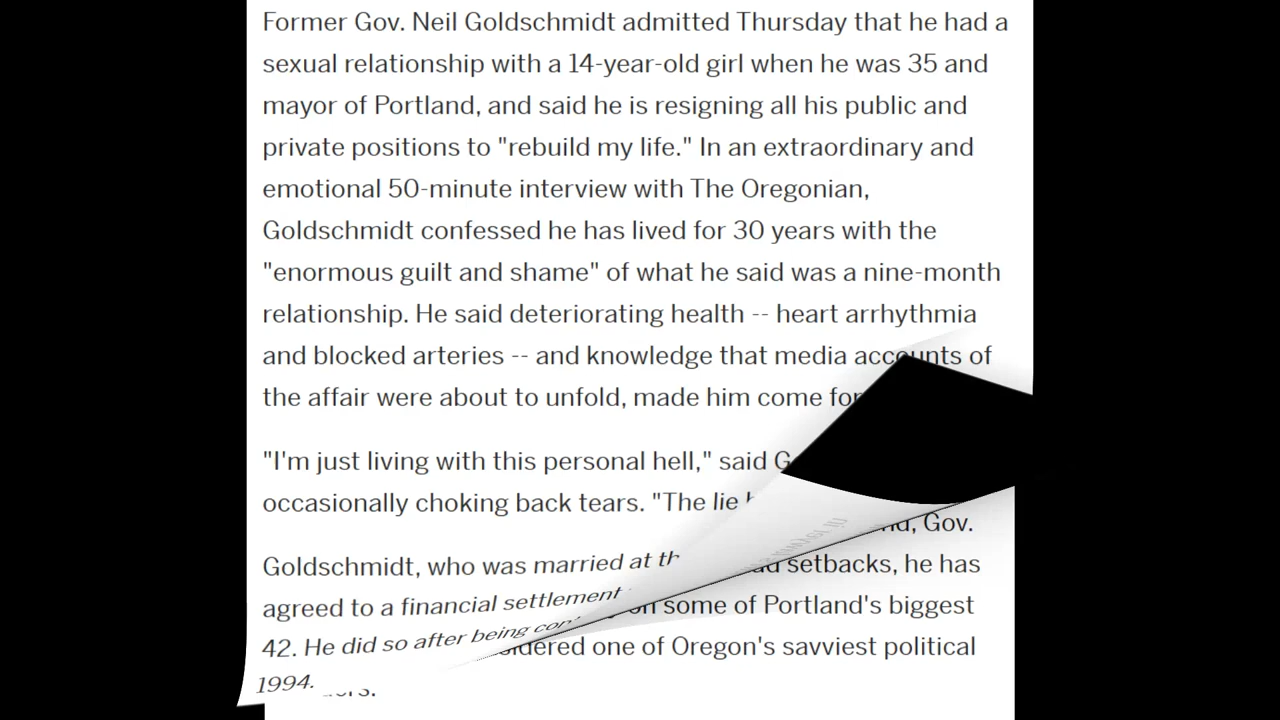 Former Gov. Neil Goldschmidt admitted Thursday that he had a
sexual relationship with a 14-year-old girl when he was 35 and
mayor of Portland, and said he is resigning all his public and
private positions to "rebuild my life." In an extraordinary and
emotional 50-minute interview with The Oregonian,
Goldschmidt confessed he has lived for 30 years with the
"enormous guilt and shame" of what he said was a nine-month
relationship. He said deteriorating health -- heart arrhythmia
and blocked arteries -- and knowledge that media accounts of
the affair were about to unfold, made him come
"I'm just living with this personal hell," said
occasionally choking back tears. "The lie
Gov.
Goldschmidt, who was married at setbacks, he has
agreed to a financial settlement some of Portland's biggest
42. He did so after being one of Oregon's savviest political
1994.